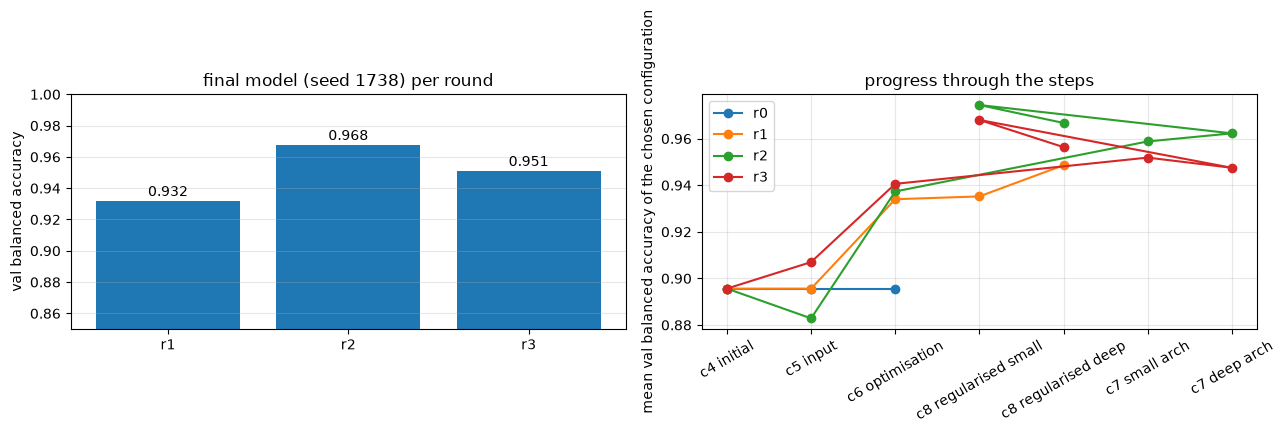 final model (seed 1738) per round
val balanced accuracy
1.00
0.98
0.96
0.94
0.92
0.90
0.88
0.86
0.932
0.968
0.951
r1
r2
r3
progress through the steps
mean val balanced accuracy of the chosen configuration
0.96
0.94
0.92
0.90
0.88
r0
r1
r2
r3
c4 initial
c5 input
c6 optimisation
c8 regularised small
c8 regularised deep
c7 small arch
c7 deep arch